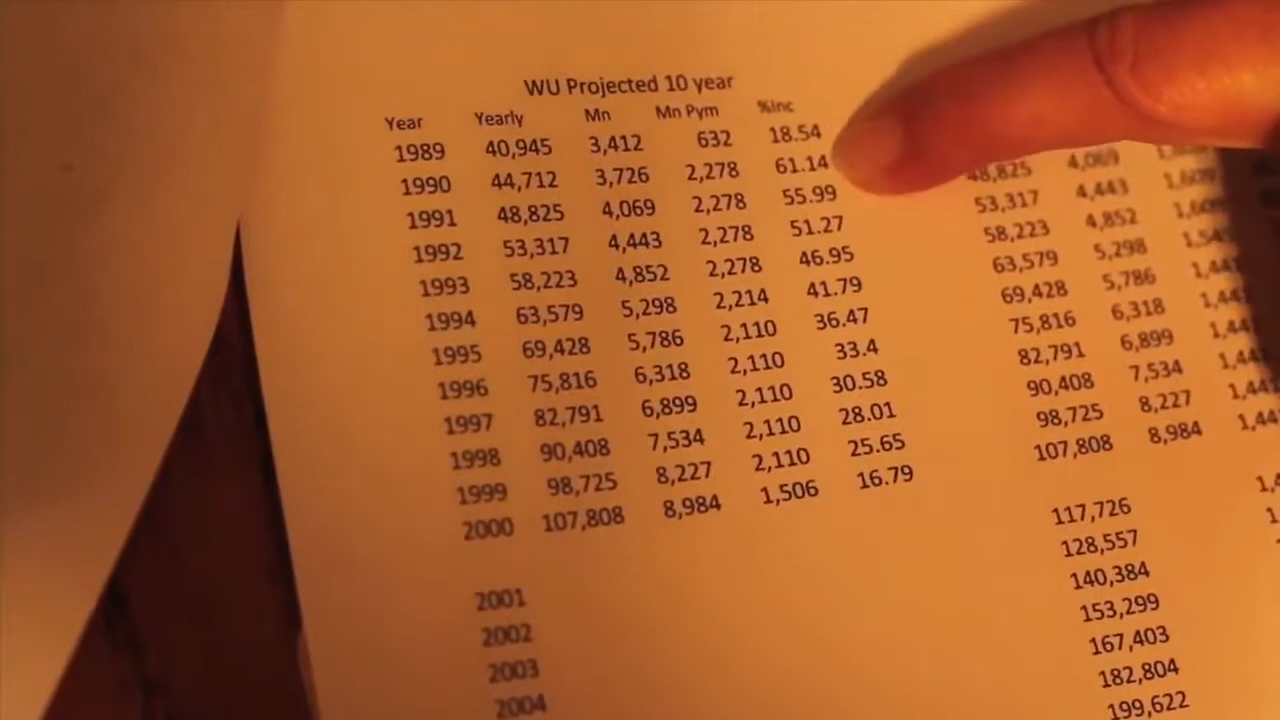 WU Projected 10 year
Year Yearly Mn Mn Pym %Inc
1989 40,945 3,412 632 18.54
1990 44,712 3,726 2,278 61.14 48,825 4,069
1991 48,825 4,069 2,278 55.99 53,317 4,443 1,609
1992 53,317 4,443 2,278 51.27 58,223 4,852
1993 58,223 4,852 2,278 46.95 63,579 5,298
1994 63,579 5,298 2,214 41.79 69,428 5,786
1995 69,428 5,786 2,110 36.47 75,816 6,318
1996 75,816 6,318 2,110 33.4 82,791 6,899
1997 82,791 6,899 2,110 30.58 90,408 7,534
1998 90,408 7,534 2,110 28.01 98,725 8,227
1999 98,725 8,227 2,110 25.65 107,808 8,984
2000 107,808 8,984 1,506 16.79
117,726
2001 128,557
2002 140,384
2003 153,299
2004 167,403
182,804
199,622